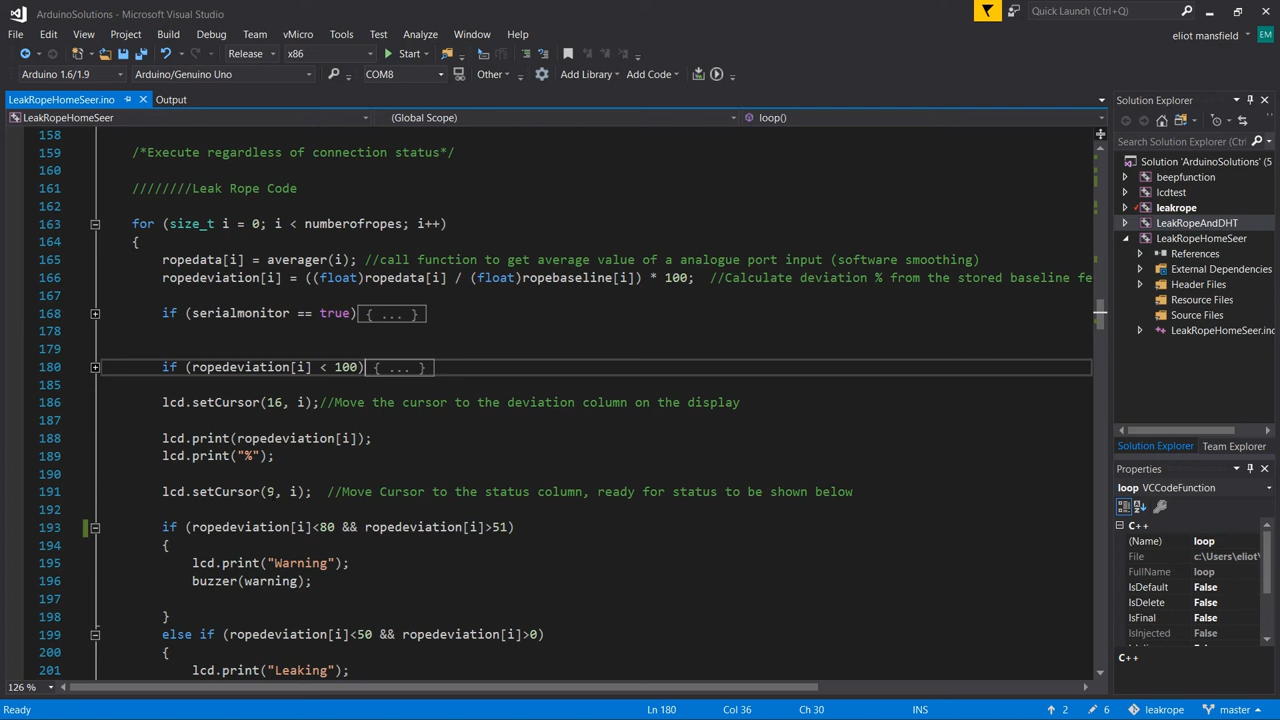 ArduinoSolutions - Microsoft Visual Studio
Quick Launch (Ctrl+Q)
File Edit View Project Build Debug Team vMicro Tools Test Analyze Window Help
eliot mansfield EM
Release x86 Start
Arduino 1.6/1.9 Arduino/Genuino Uno COM8 Other Add Library Add Code
LeakRopeHomeSeer.ino Output
LeakRopeHomeSeer (Global Scope) loop()
158
159 /*Execute regardless of connection status*/
160
161 ////////Leak Rope Code
163 for (size_t i = 0; i < numberofropes; i++)
164 {
165 ropedata[i] = averager(i); //call function to get average value of a analogue port input (software smoothing)
166 ropedeviation[i] = ((float)ropedata[i] / (float)ropebaseline[i]) * 100; //Calculate deviation % from the stored baseline fe
167
168 if (serialmonitor == true){ ... }
178
179
180 if (ropedeviation[i] < 100){ ... }
185
186 lcd.setCursor(16, i);//Move the cursor to the deviation column on the display
187
188 lcd.print(ropedeviation[i]);
189 lcd.print("%");
190
191 lcd.setCursor(9, i); //Move Cursor to the status column, ready for status to be shown below
192
193 if (ropedeviation[i]<80 && ropedeviation[i]>51)
194 {
195 lcd.print("Warning");
196 buzzer(warning);
197
198 }
199 else if (ropedeviation[i]<50 && ropedeviation[i]>0)
200 {
201 lcd.print("Leaking");
126 %
Solution Explorer
Search Solution Explorer (Ctrl
Solution 'ArduinoSolutions' (5
beepfunction
lcdtest
leakrope
LeakRopeAndDHT
LeakRopeHomeSeer
References
External Dependencies
Header Files
Resource Files
Source Files
LeakRopeHomeSeer.ino
Solution Explorer Team Explorer
Properties
loop VCCodeFunction
C++
(Name) loop
File c:\Users\eliot\
FullName loop
IsDefault False
IsDelete False
IsFinal False
IsInjected False
C++
Ready Ln 180 Col 36 Ch 30 INS 2 6 leakrope master